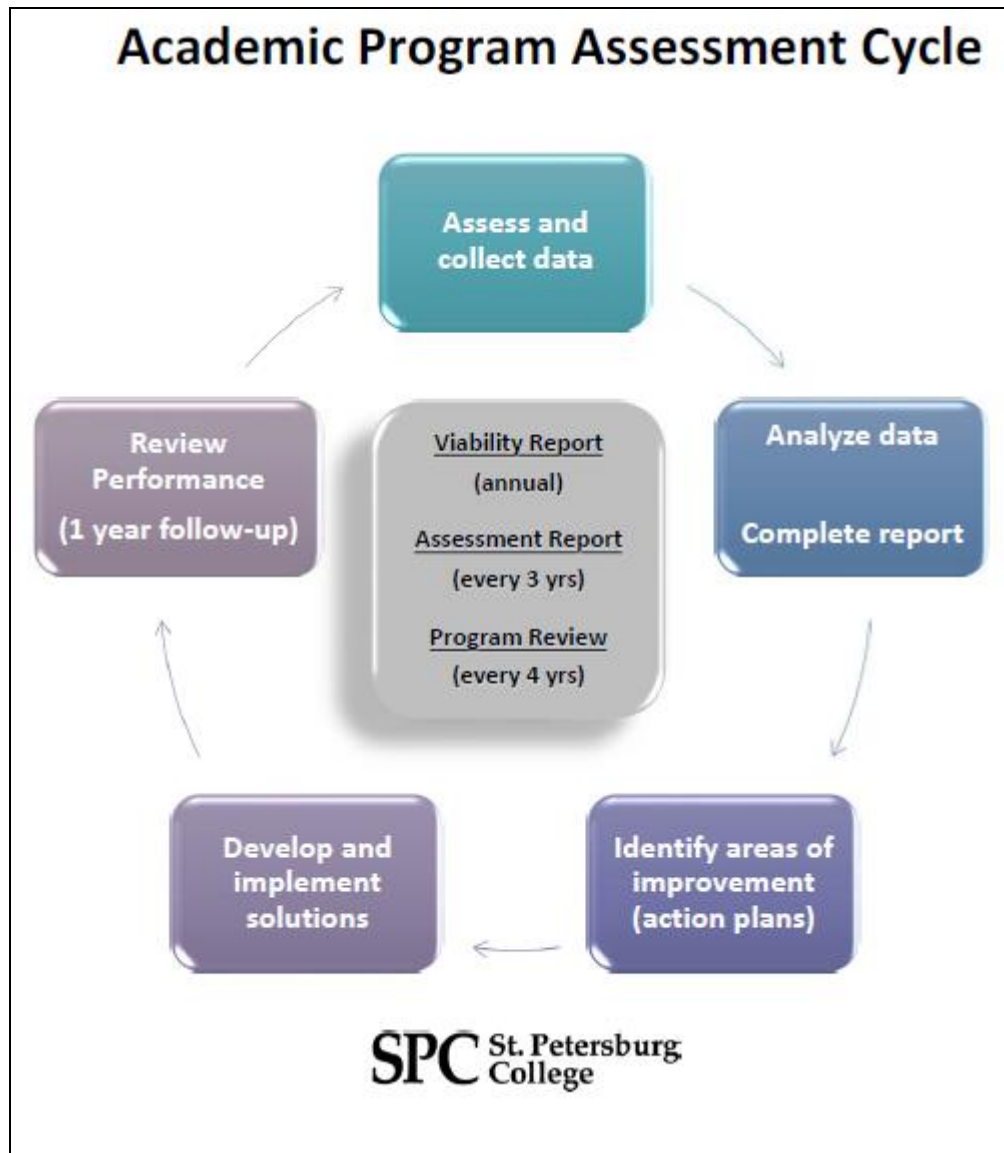 Academic Program Assessment Cycle
Assess and
collect data
Analyze data
Complete report
Identify areas of
improvement
(action plans)
Develop and
implement
solutions
Review
Performance
(1 year follow-up)
Viability Report
(annual)
Assessment Report
(every 3 yrs)
Program Review
(every 4 yrs)
SPC St. Petersburg
College